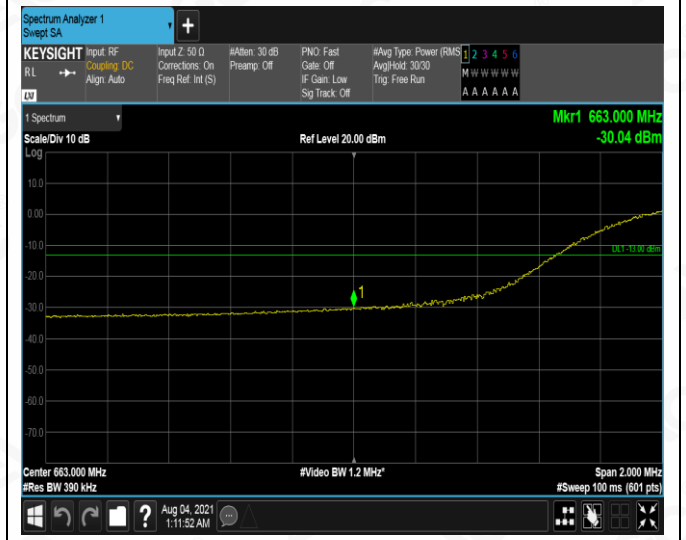 Spectrum Analyzer 1
Swept SA
KEYSIGHT
RL
Input: RF
Coupling: DC
Align: Auto
Input Z: 50 Ω
Corrections: On
Freq Ref: Int (S)
#Atten: 30 dB
Preamp: Off
PNO: Fast
Gate: Off
IF Gain: Low
Sig Track: Off
#Avg Type: Power (RMS
Avg|Hold: 30/30
Trig: Free Run
1 2 3 4 5 6
M W W W W W
A A A A A A
LXI
1 Spectrum
Scale/Div 10 dB
Ref Level 20.00 dBm
Mkr1 663.000 MHz
-30.04 dBm
Log
10.0
0.00
-10.0
DL1 -13.00 dBm
-20.0
1
-30.0
-40.0
-50.0
-60.0
-70.0
Center 663.000 MHz
#Video BW 1.2 MHz*
Span 2.000 MHz
#Res BW 390 kHz
#Sweep 100 ms (601 pts)
?
Aug 04, 2021
1:11:52 AM